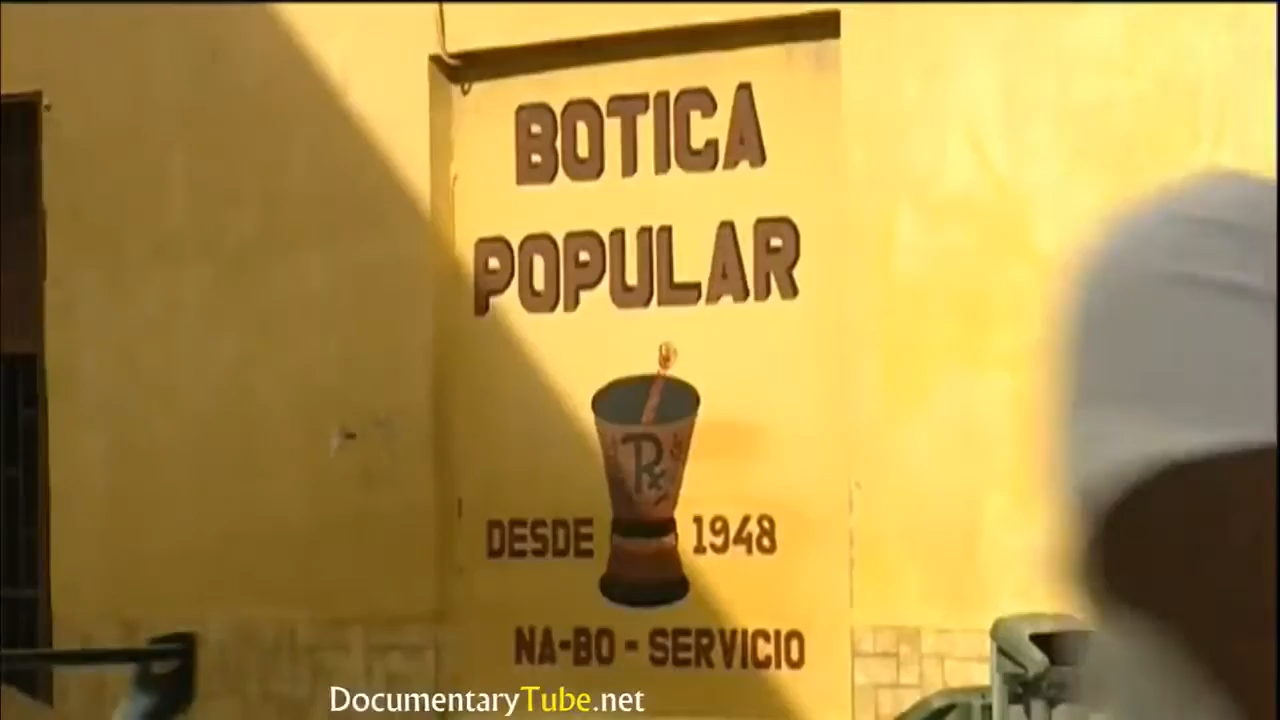 BOTICA
POPULAR
Rx
DESDE 1948
NA-BO - SERVICIO
DocumentaryTube.net